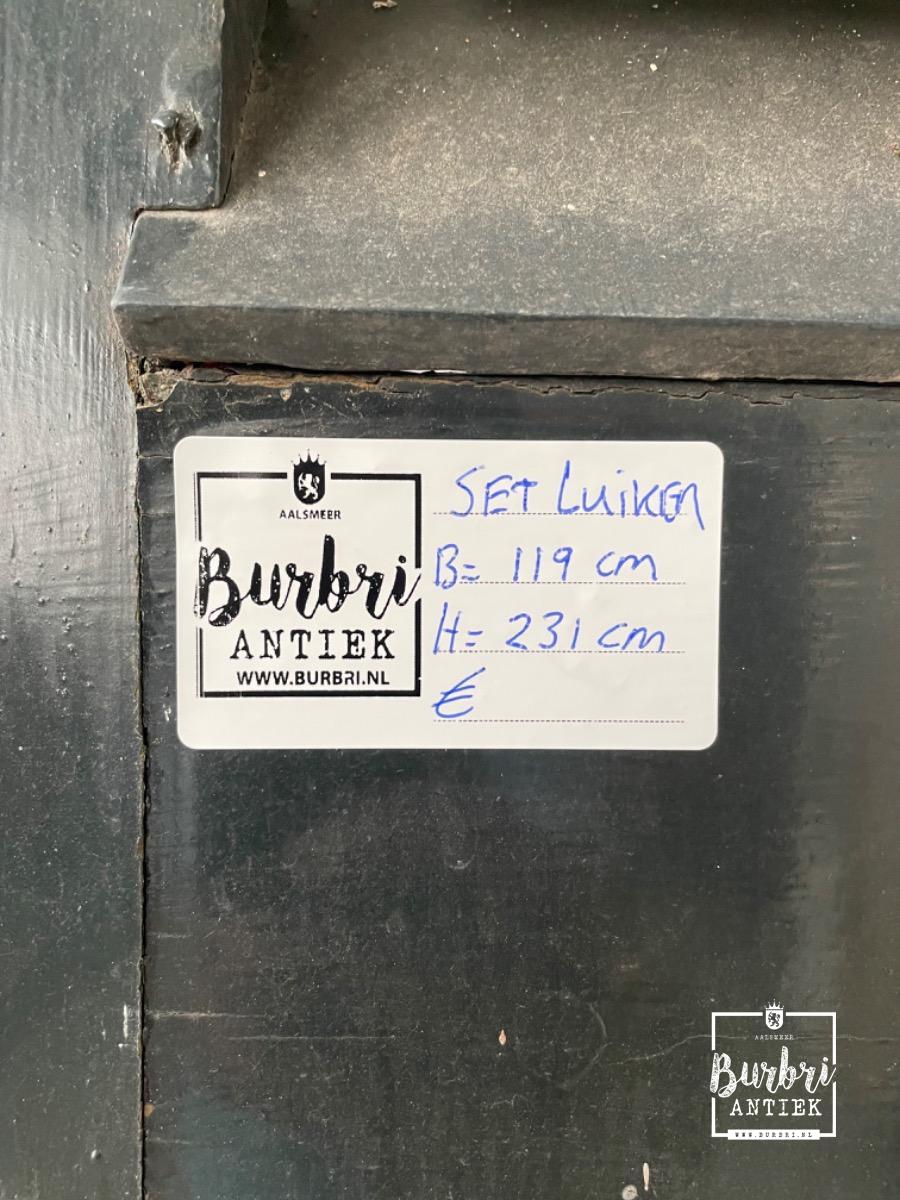 AALSMEER
Burbri
ANTIEK
WWW.BURBRI.NL
SET LUIKEN
B= 119 cm
H= 231 cm
€
AALSMEER
Burbri
ANTIEK
WWW.BURBRI.NL